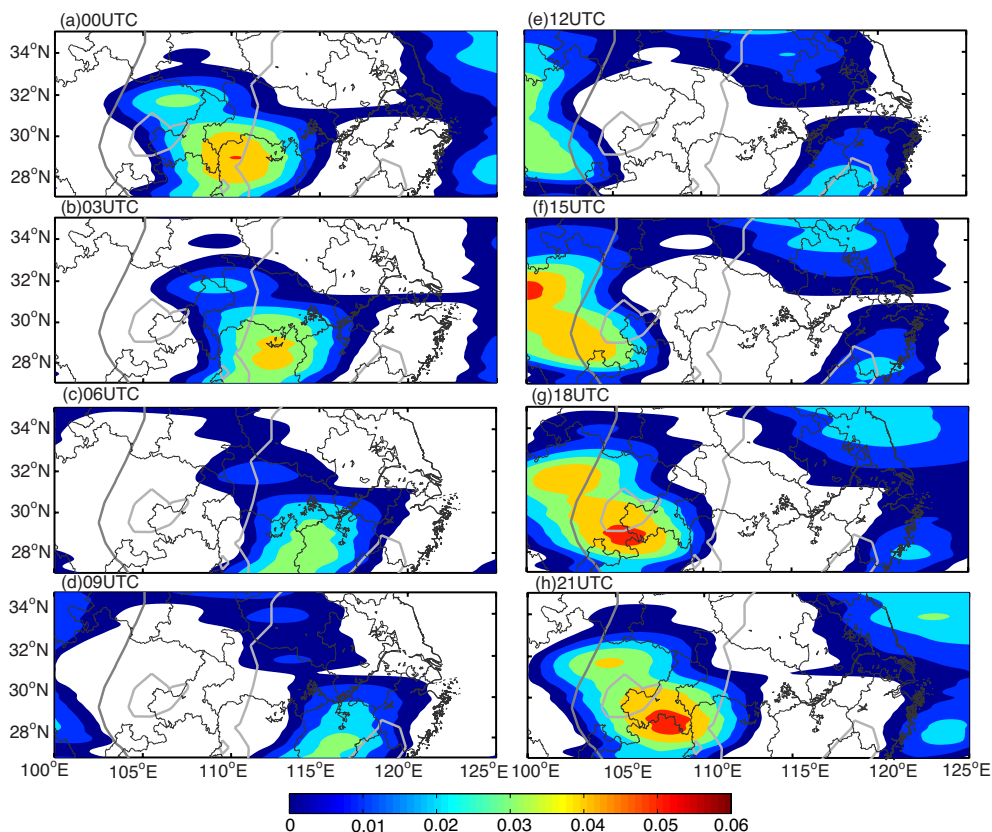 (a)00UTC
34°N
32°N
30°N
28°N
(b)03UTC
34°N
32°N
30°N
28°N
(c)06UTC
34°N
32°N
30°N
28°N
(d)09UTC
34°N
32°N
30°N
28°N
100°E 105°E 110°E 115°E 120°E 125°E
(e)12UTC
(f)15UTC
(g)18UTC
(h)21UTC
100°E 105°E 110°E 115°E 120°E 125°E
0 0.01 0.02 0.03 0.04 0.05 0.06